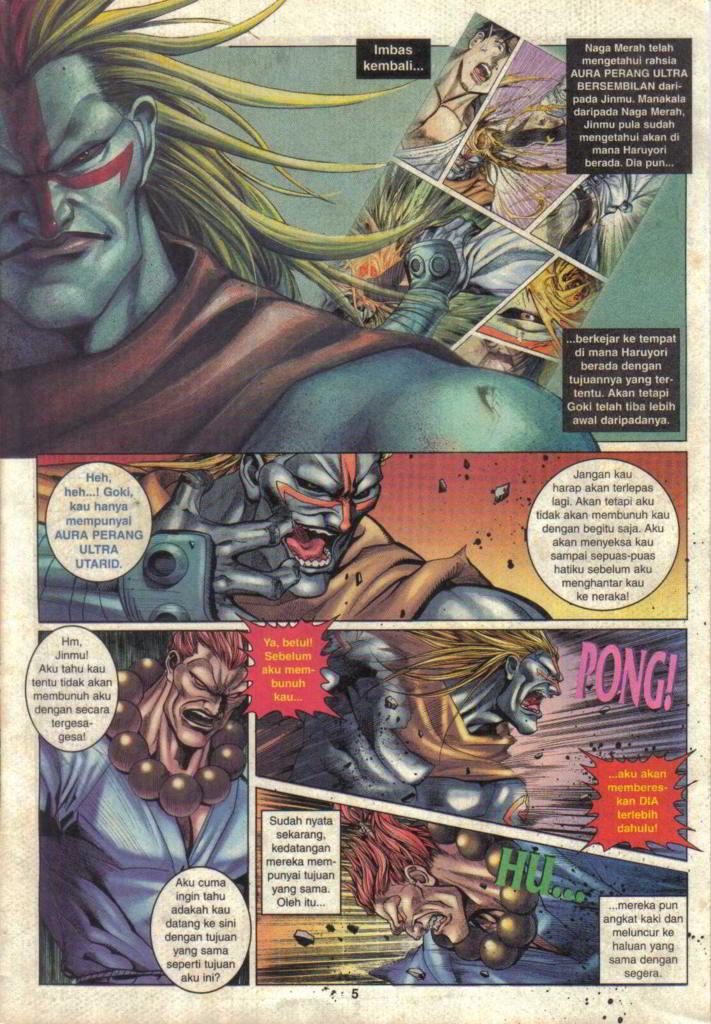 Imbas
kembali...
Naga Merah telah
mengetahui rahsia
AURA PERANG ULTRA
BERSEMBILAN dari-
pada Jinmu. Manakala
daripada Naga Merah,
Jinmu pula sudah
mengetahui akan di
mana Haruyori
berada. Dia pun...
...berkejar ke tempat
di mana Haruyori
berada dengan
tujuannya yang ter-
tentu. Akan tetapi
Goki telah tiba lebih
awal daripadanya.
Heh,
heh...! Goki,
kau hanya
mempunyai
AURA PERANG
ULTRA
UTARID.
Jangan kau
harap akan terlepas
lagi. Akan tetapi aku
tidak akan membunuh kau
dengan begitu saja. Aku
akan menyeksa kau
sampai sepuas-puas
hatiku sebelum aku
menghantar kau
ke neraka!
Hm,
Jinmu!
Aku tahu kau
tentu tidak akan
membunuh aku
dengan secara
tergesa-
gesa!
Aku cuma
ingin tahu
adakah kau
datang ke sini
dengan tujuan
yang sama
seperti tujuan
aku ini?
Ya, betul!
Sebelum
aku mem-
bunuh
kau...
PONG!
...aku akan
memberes-
kan DIA
terlebih
dahulu!
Sudah nyata
sekarang,
kedatangan
mereka mem-
punyai tujuan
yang sama.
Oleh itu...
HU...
...mereka pun
angkat kaki dan
meluncur ke
haluan yang
sama dengan
segera.
5